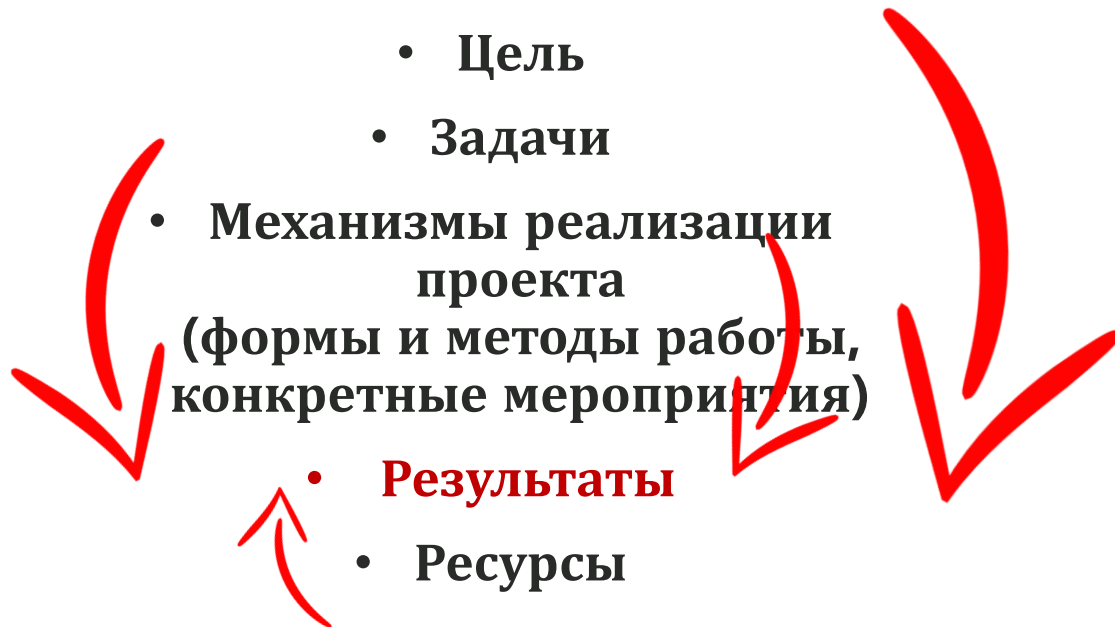 • Цель
• Задачи
• Механизмы реализации
проекта
(формы и методы работы,
конкретные мероприятия)
• Результаты
• Ресурсы